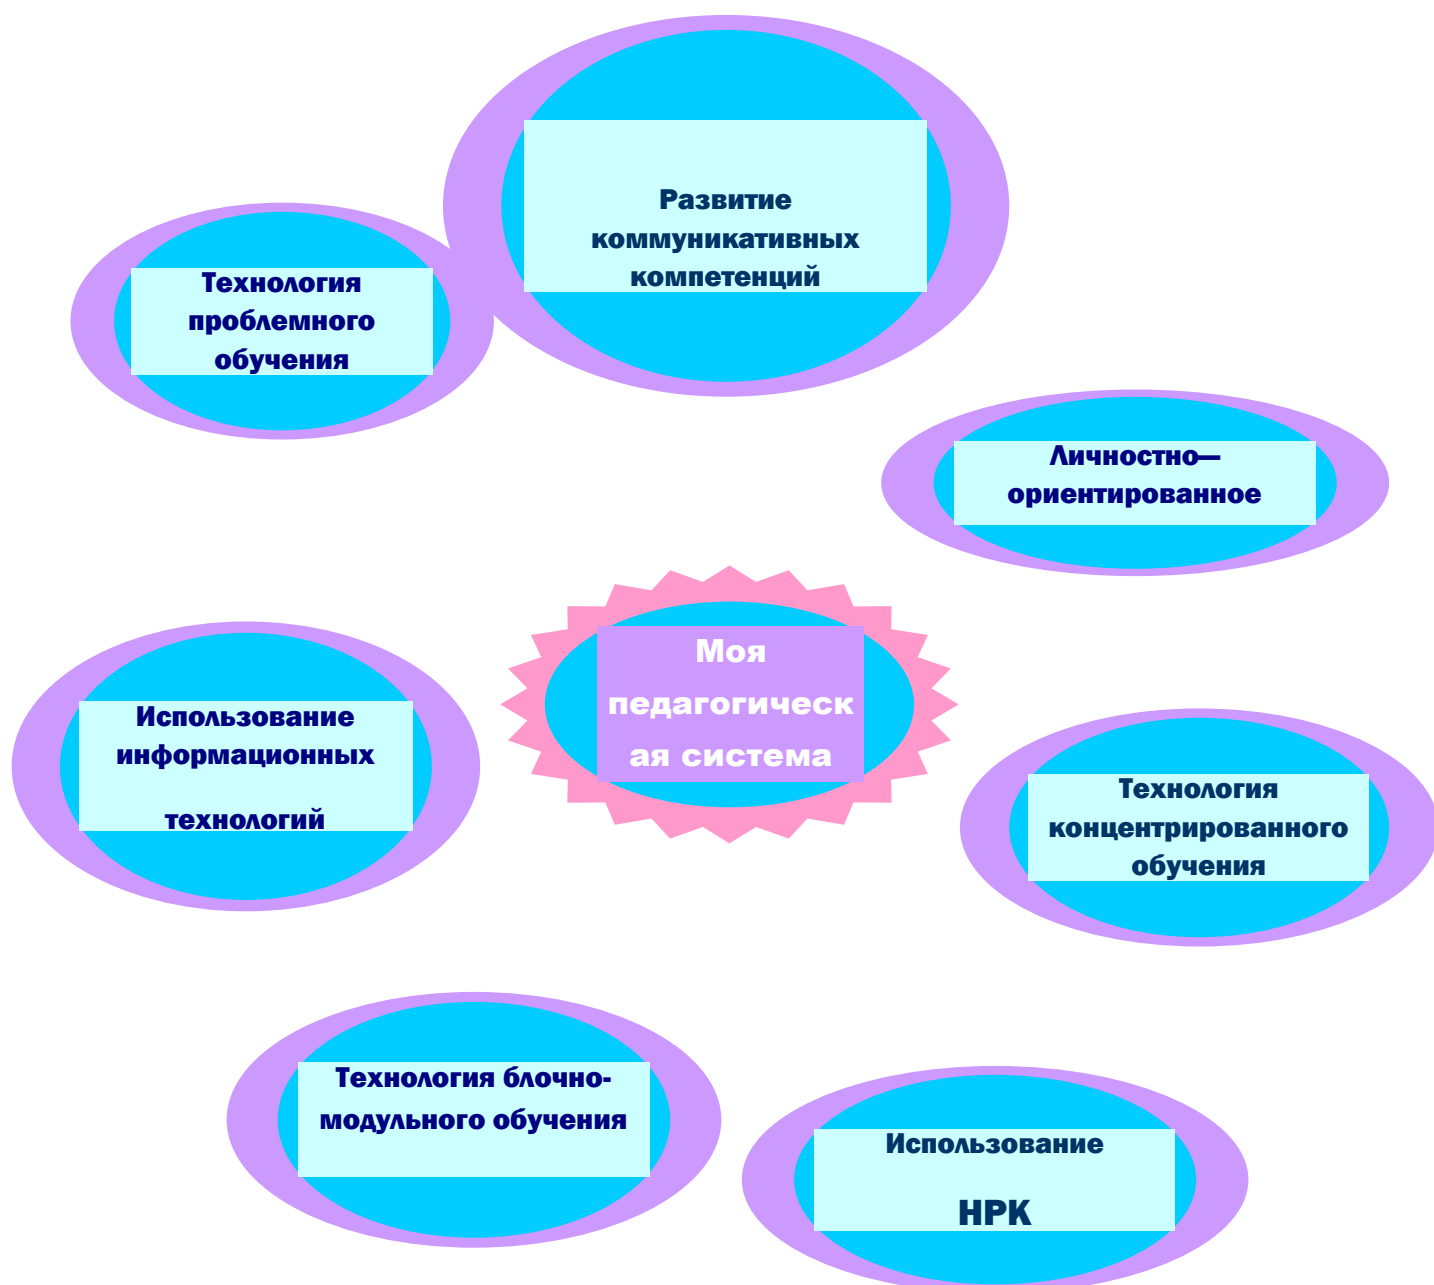 Развитие
коммуникативных
компетенций
Технология
проблемного
обучения
Личностно—
ориентированное
Моя
педагогическ
ая система
Использование
информационных
технологий
Технология
концентрированного
обучения
Технология блочно-
модульного обучения
Использование
НРК